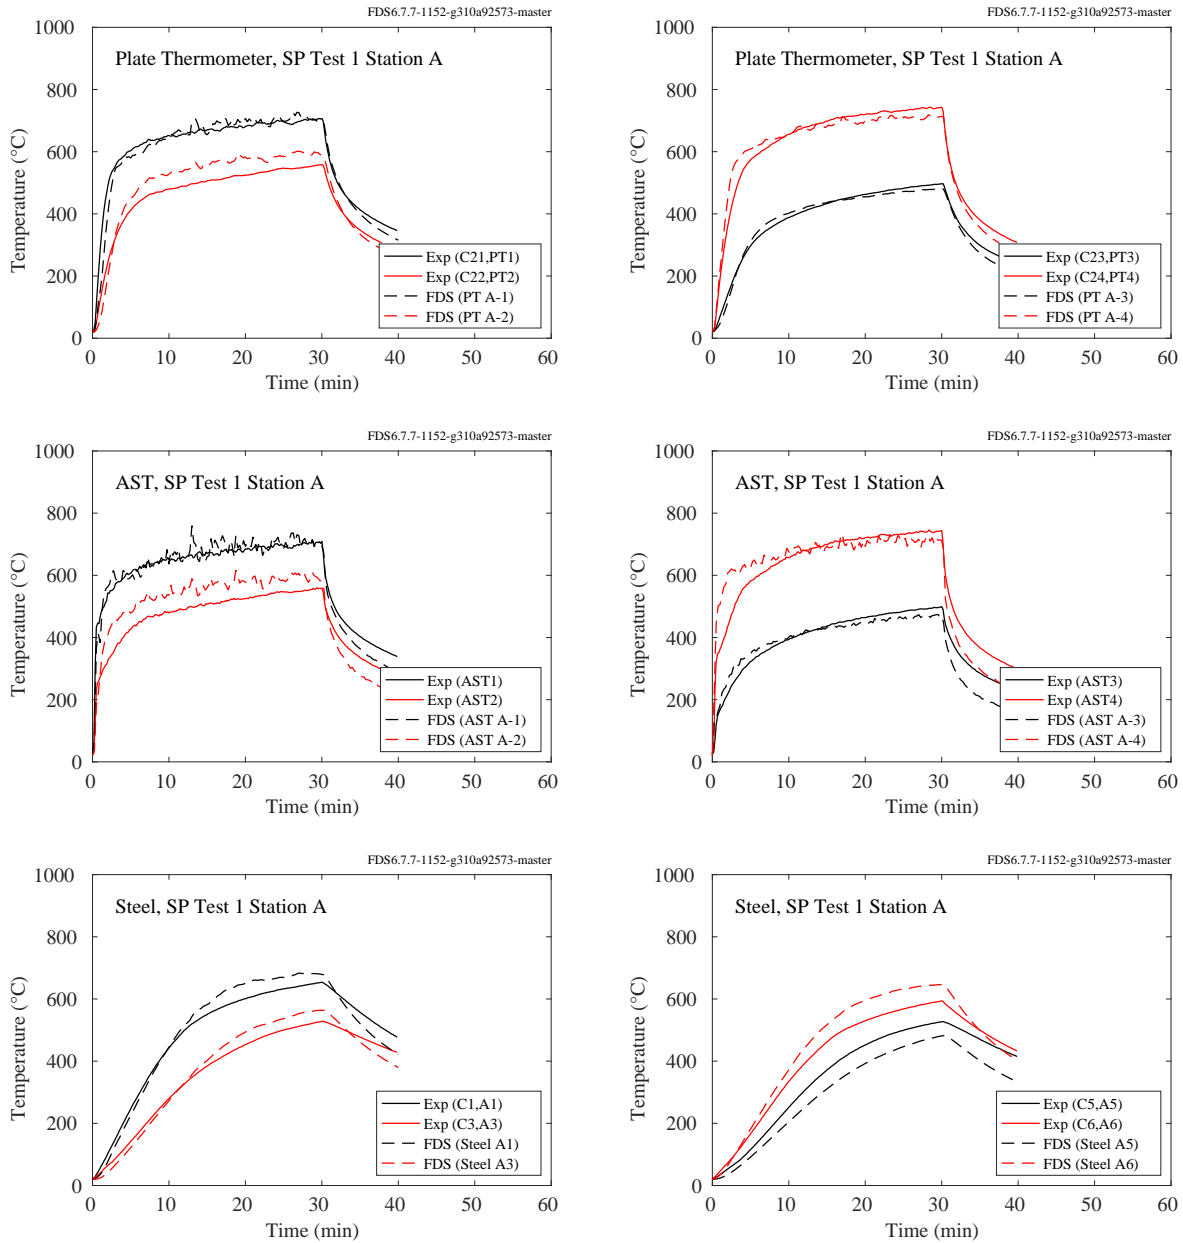 FDS6.7.7-1152-g310a92573-master
Plate Thermometer, SP Test 1 Station A
Temperature (°C)
1000
800
600
400
200
0
0 10 20 30 40 50 60
Time (min)
Exp (C21,PT1)
Exp (C22,PT2)
FDS (PT A-1)
FDS (PT A-2)
FDS6.7.7-1152-g310a92573-master
Plate Thermometer, SP Test 1 Station A
Temperature (°C)
1000
800
600
400
200
0
0 10 20 30 40 50 60
Time (min)
Exp (C23,PT3)
Exp (C24,PT4)
FDS (PT A-3)
FDS (PT A-4)
FDS6.7.7-1152-g310a92573-master
AST, SP Test 1 Station A
Temperature (°C)
1000
800
600
400
200
0
0 10 20 30 40 50 60
Time (min)
Exp (AST1)
Exp (AST2)
FDS (AST A-1)
FDS (AST A-2)
FDS6.7.7-1152-g310a92573-master
AST, SP Test 1 Station A
Temperature (°C)
1000
800
600
400
200
0
0 10 20 30 40 50 60
Time (min)
Exp (AST3)
Exp (AST4)
FDS (AST A-3)
FDS (AST A-4)
FDS6.7.7-1152-g310a92573-master
Steel, SP Test 1 Station A
Temperature (°C)
1000
800
600
400
200
0
0 10 20 30 40 50 60
Time (min)
Exp (C1,A1)
Exp (C3,A3)
FDS (Steel A1)
FDS (Steel A3)
FDS6.7.7-1152-g310a92573-master
Steel, SP Test 1 Station A
Temperature (°C)
1000
800
600
400
200
0
0 10 20 30 40 50 60
Time (min)
Exp (C5,A5)
Exp (C6,A6)
FDS (Steel A5)
FDS (Steel A6)